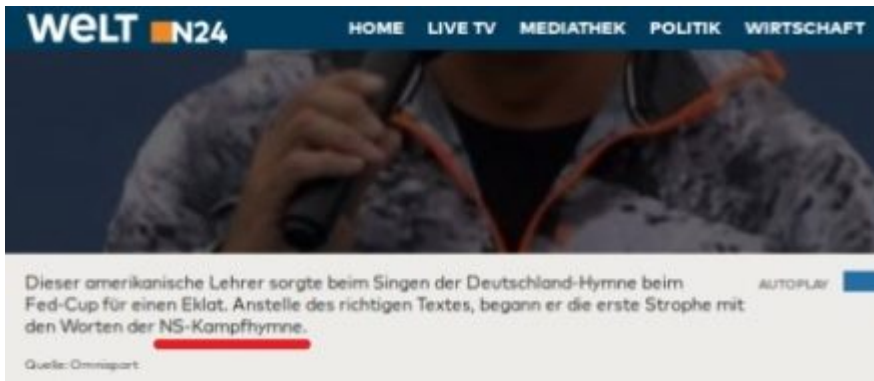 welt N24
HOME LIVE TV MEDIATHEK POLITIK WIRTSCHAFT
Dieser amerikanische Lehrer sorgte beim Singen der Deutschland-Hymne beim
AUTOPLAY
Fed-Cup für einen Eklat. Anstelle des richtigen Textes, begann er die erste Strophe mit
den Worten der NS-Kampfhymne.
Quelle: Omnisport